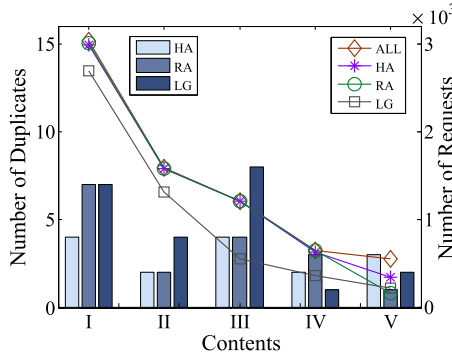 × 10³
15
10
5
0
Number of Duplicates
HA
RA
LG
ALL
HA
RA
LG
3
2
1
0
Number of Requests
I II III IV V
Contents